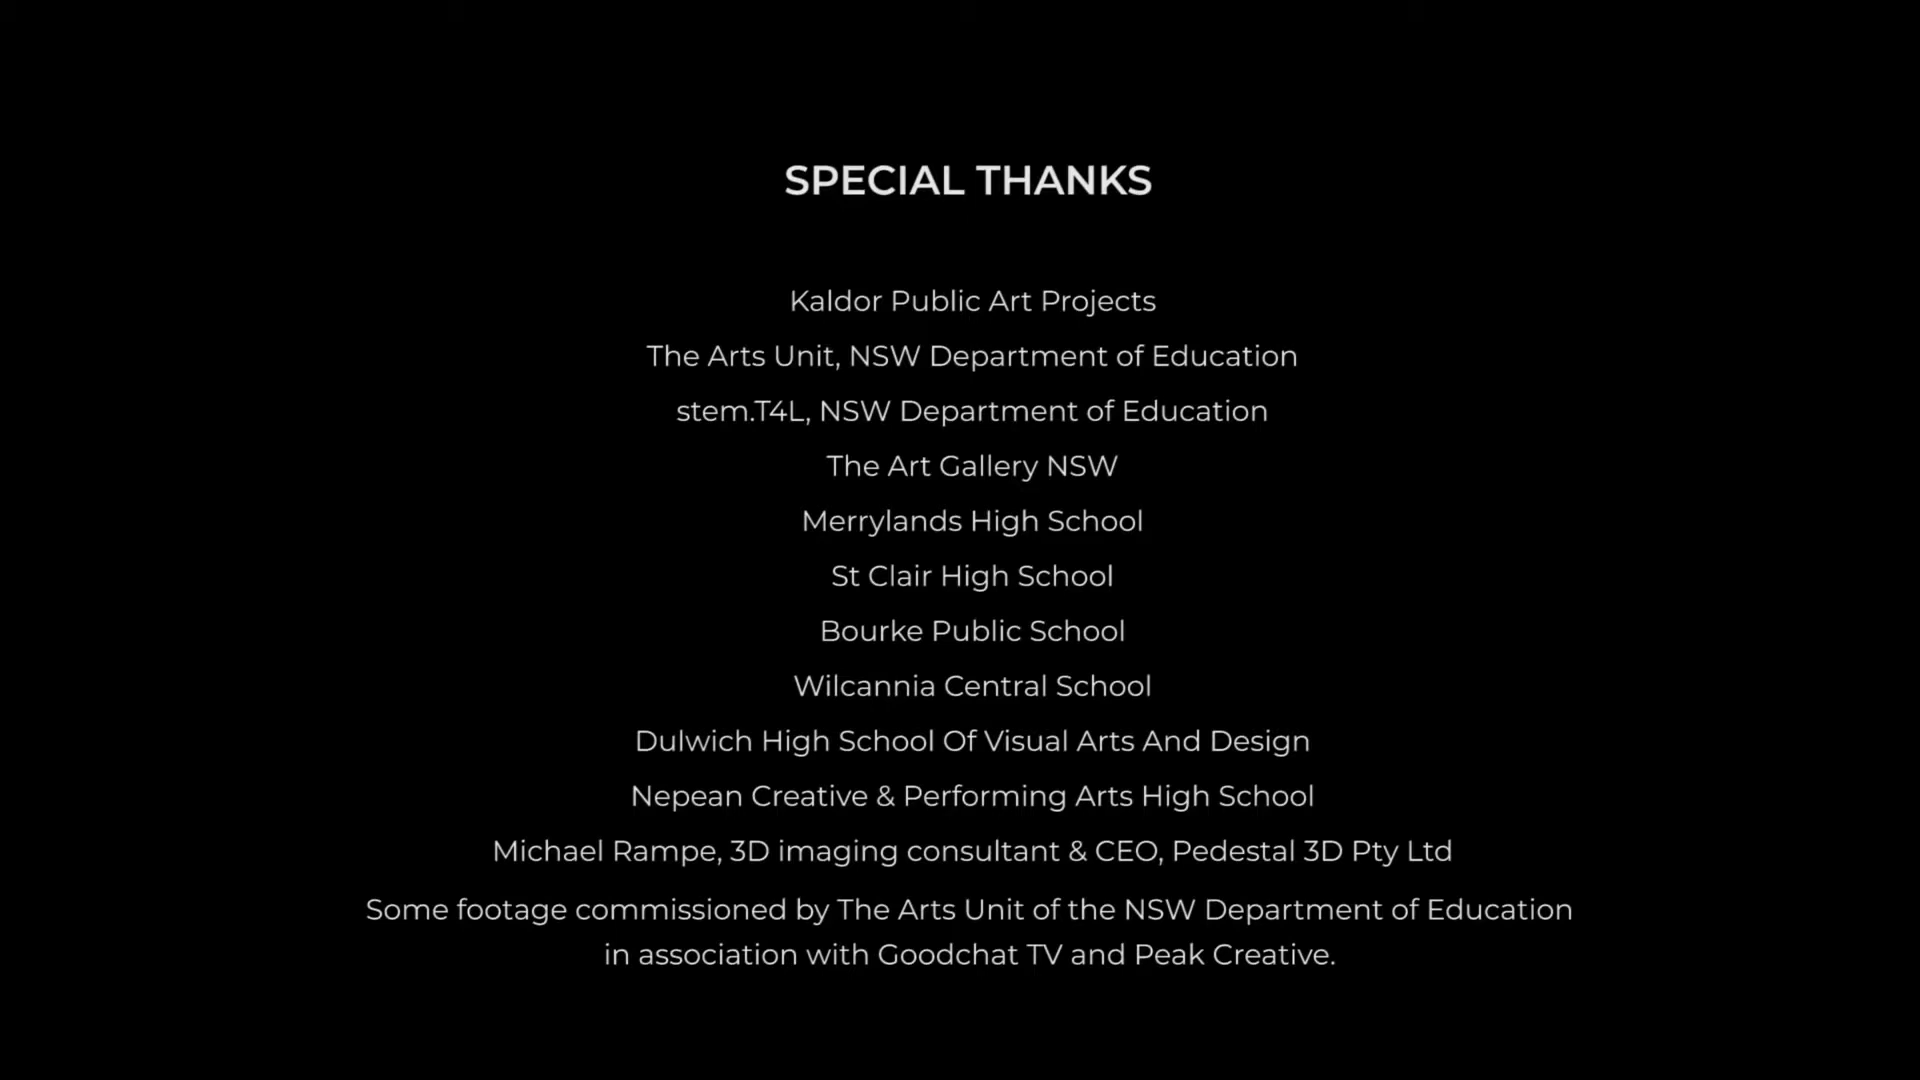 SPECIAL THANKS
Kaldor Public Art Projects
The Arts Unit, NSW Department of Education
stem.T4L, NSW Department of Education
The Art Gallery NSW
Merrylands High School
St Clair High School
Bourke Public School
Wilcannia Central School
Dulwich High School Of Visual Arts And Design
Nepean Creative & Performing Arts High School
Michael Rampe, 3D imaging consultant & CEO, Pedestal 3D Pty Ltd
Some footage commissioned by The Arts Unit of the NSW Department of Education
in association with Goodchat TV and Peak Creative.